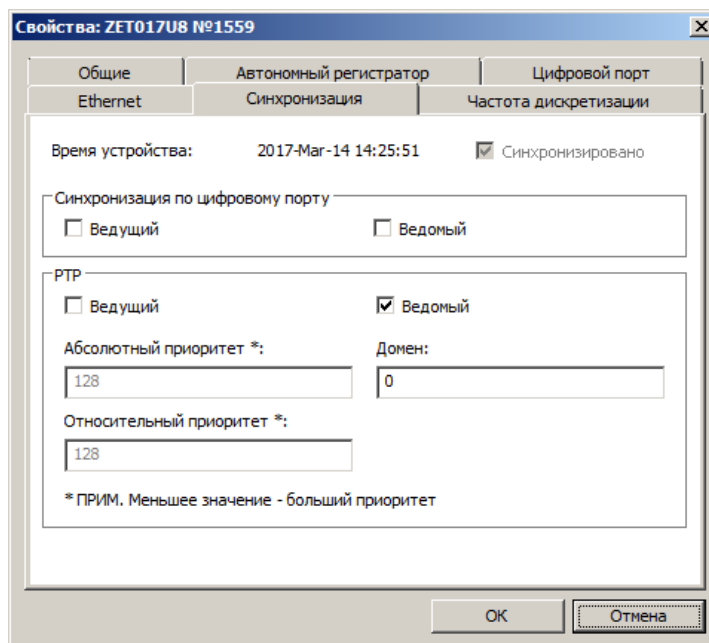 Свойства: ZET017U8 №1559
Общие Автономный регистратор Цифровой порт
Ethernet Синхронизация Частота дискретизации
Время устройства: 2017-Mar-14 14:25:51 Синхронизировано
Синхронизация по цифровому порту
Ведущий Ведомый
PTP
Ведущий Ведомый
Абсолютный приоритет *: Домен:
128 0
Относительный приоритет *:
128
* ПРИМ. Меньшее значение - больший приоритет
OK Отмена